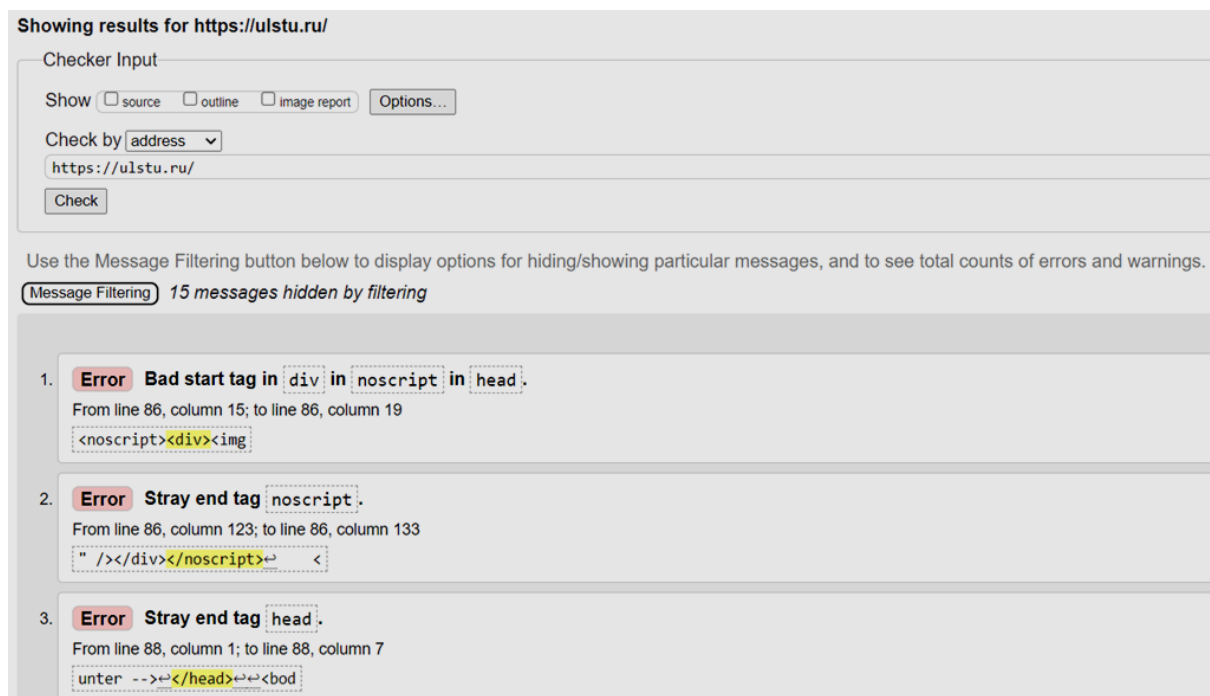 Showing results for https://ulstu.ru/
Checker Input
Show source outline image report Options...
Check by address
https://ulstu.ru/
Check
Use the Message Filtering button below to display options for hiding/showing particular messages, and to see total counts of errors and warnings.
Message Filtering 15 messages hidden by filtering
1. Error Bad start tag in div in noscript in head.
From line 86, column 15; to line 86, column 19
<noscript><div><img
2. Error Stray end tag noscript.
From line 86, column 123; to line 86, column 133
" /></div></noscript>↩    <
3. Error Stray end tag head.
From line 88, column 1; to line 88, column 7
unter -->↩</head>↩↩<bod